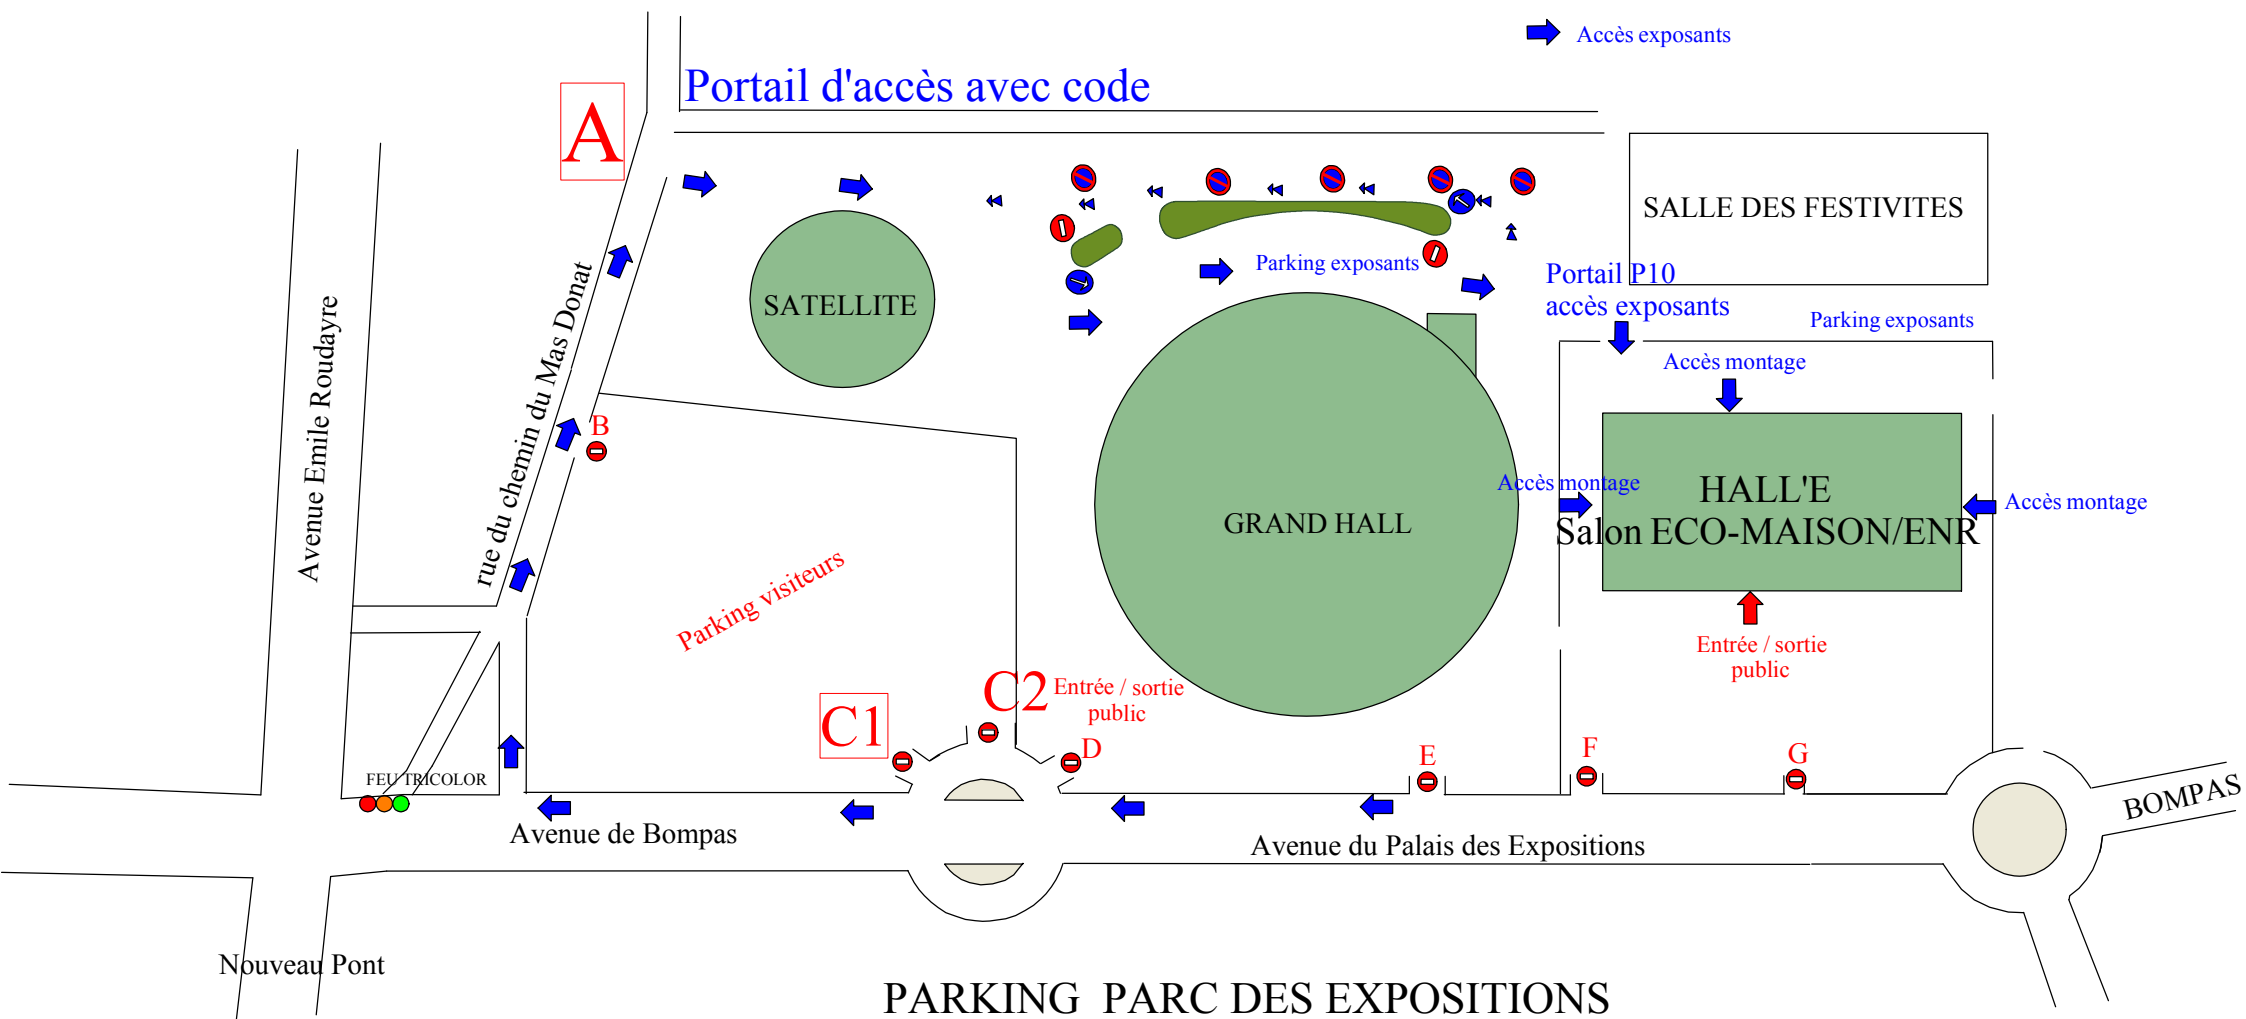 Accès exposants
Portail d'accès avec code
A
SALLE DES FESTIVITES
Parking exposants
Portail P10
accès exposants
SATELLITE
Parking exposants
Accès montage
Avenue Emile Roudayre
rue du chemin du Mas Donat
B
Accès montage
HALL'E
Accès montage
GRAND HALL
Salon ECO-MAISON/ENR
Parking visiteurs
Entrée / sortie
public
C1
C2
Entrée / sortie
public
D
E
F
G
FEU TRICOLOR
BOMPAS
Avenue de Bompas
Avenue du Palais des Expositions
Nouveau Pont
PARKING PARC DES EXPOSITIONS